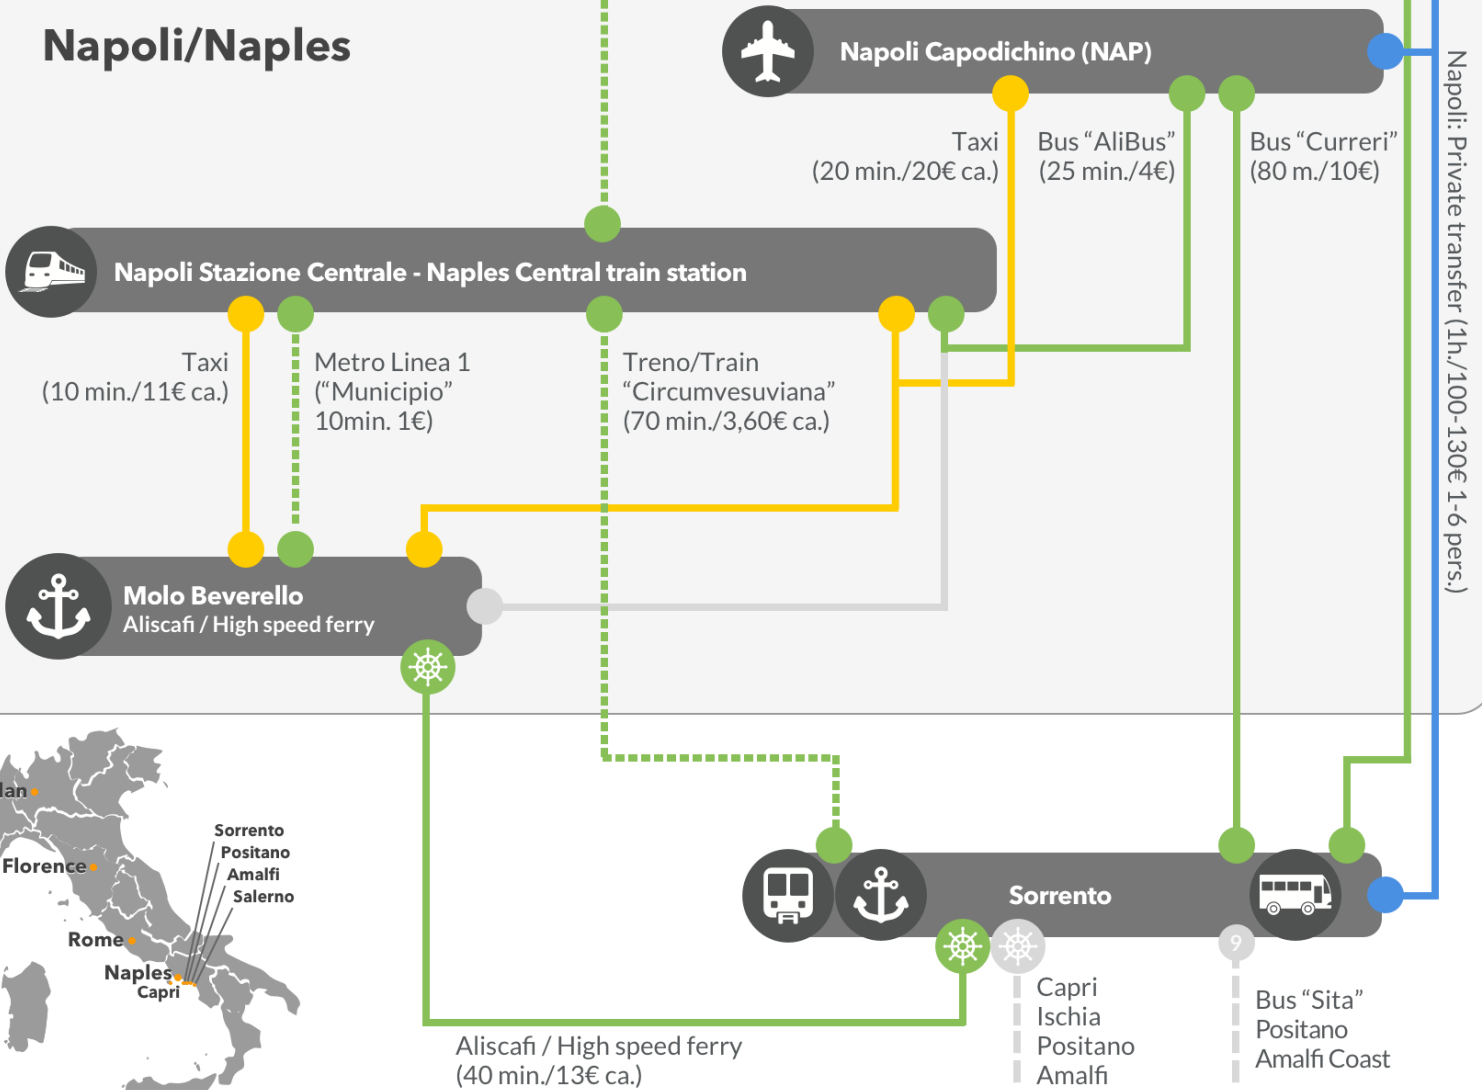 Napoli/Naples
Napoli Capodichino (NAP)
Taxi
(20 min./20€ ca.)
Bus “AliBus”
(25 min./4€)
Bus “Curreri”
(80 m./10€)
Napoli: Private transfer (1h/100-130€ 1-6 pers.)
Napoli Stazione Centrale - Naples Central train station
Taxi
(10 min./11€ ca.)
Metro Linea 1
(“Municipio”
10min. 1€)
Treno/Train
“Circumvesuviana”
(70 min./3,60€ ca.)
Molo Beverello
Aliscafi / High speed ferry
lan
Florence
Rome
Naples
Capri
Sorrento
Positano
Amalfi
Salerno
Sorrento
9
Aliscafi / High speed ferry
(40 min./13€ ca.)
Capri
Ischia
Positano
Amalfi
Bus “Sita”
Positano
Amalfi Coast